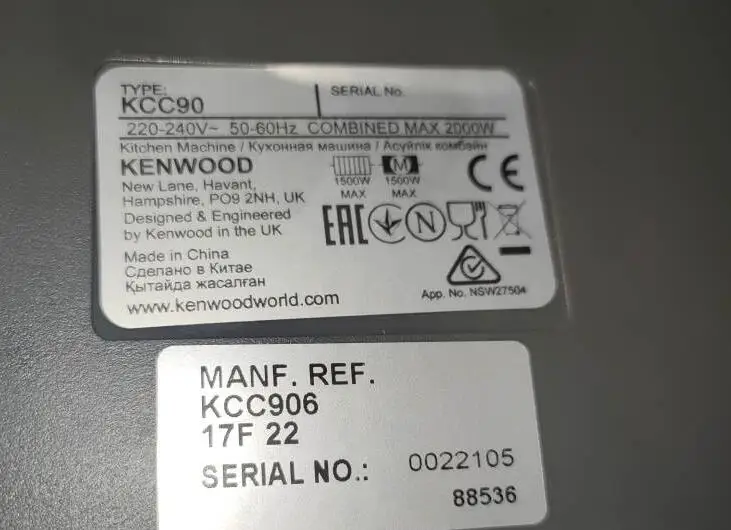 TYPE:
KCC90
SERIAL No.
220-240V~ 50-60Hz COMBINED MAX 2000W
Kitchen Machine / Кухонная машина / Асүйлік комбайн
KENWOOD
New Lane, Havant,
Hampshire, PO9 2NH, UK
Designed & Engineered
by Kenwood in the UK
Made in China
Сделано в Китае
Қытайда жасалған
www.kenwoodworld.com
1500W
MAX
M
1500W
MAX
CE
EAC
N
App. No. NSW27504
MANF. REF.
KCC906
17F 22
SERIAL NO.: 0022105
88536